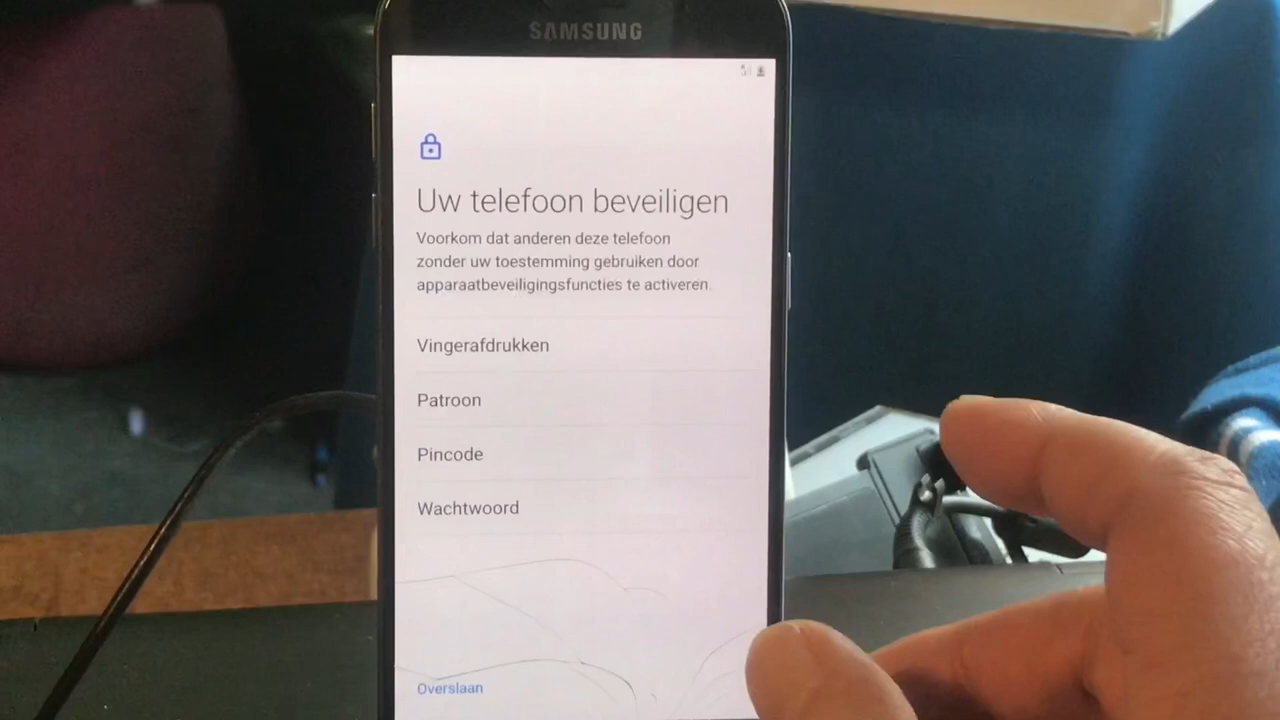 SAMSUNG
Uw telefoon beveiligen
Voorkom dat anderen deze telefoon
zonder uw toestemming gebruiken door
apparaatbeveiligingsfuncties te activeren.
Vingerafdrukken
Patroon
Pincode
Wachtwoord
Overslaan